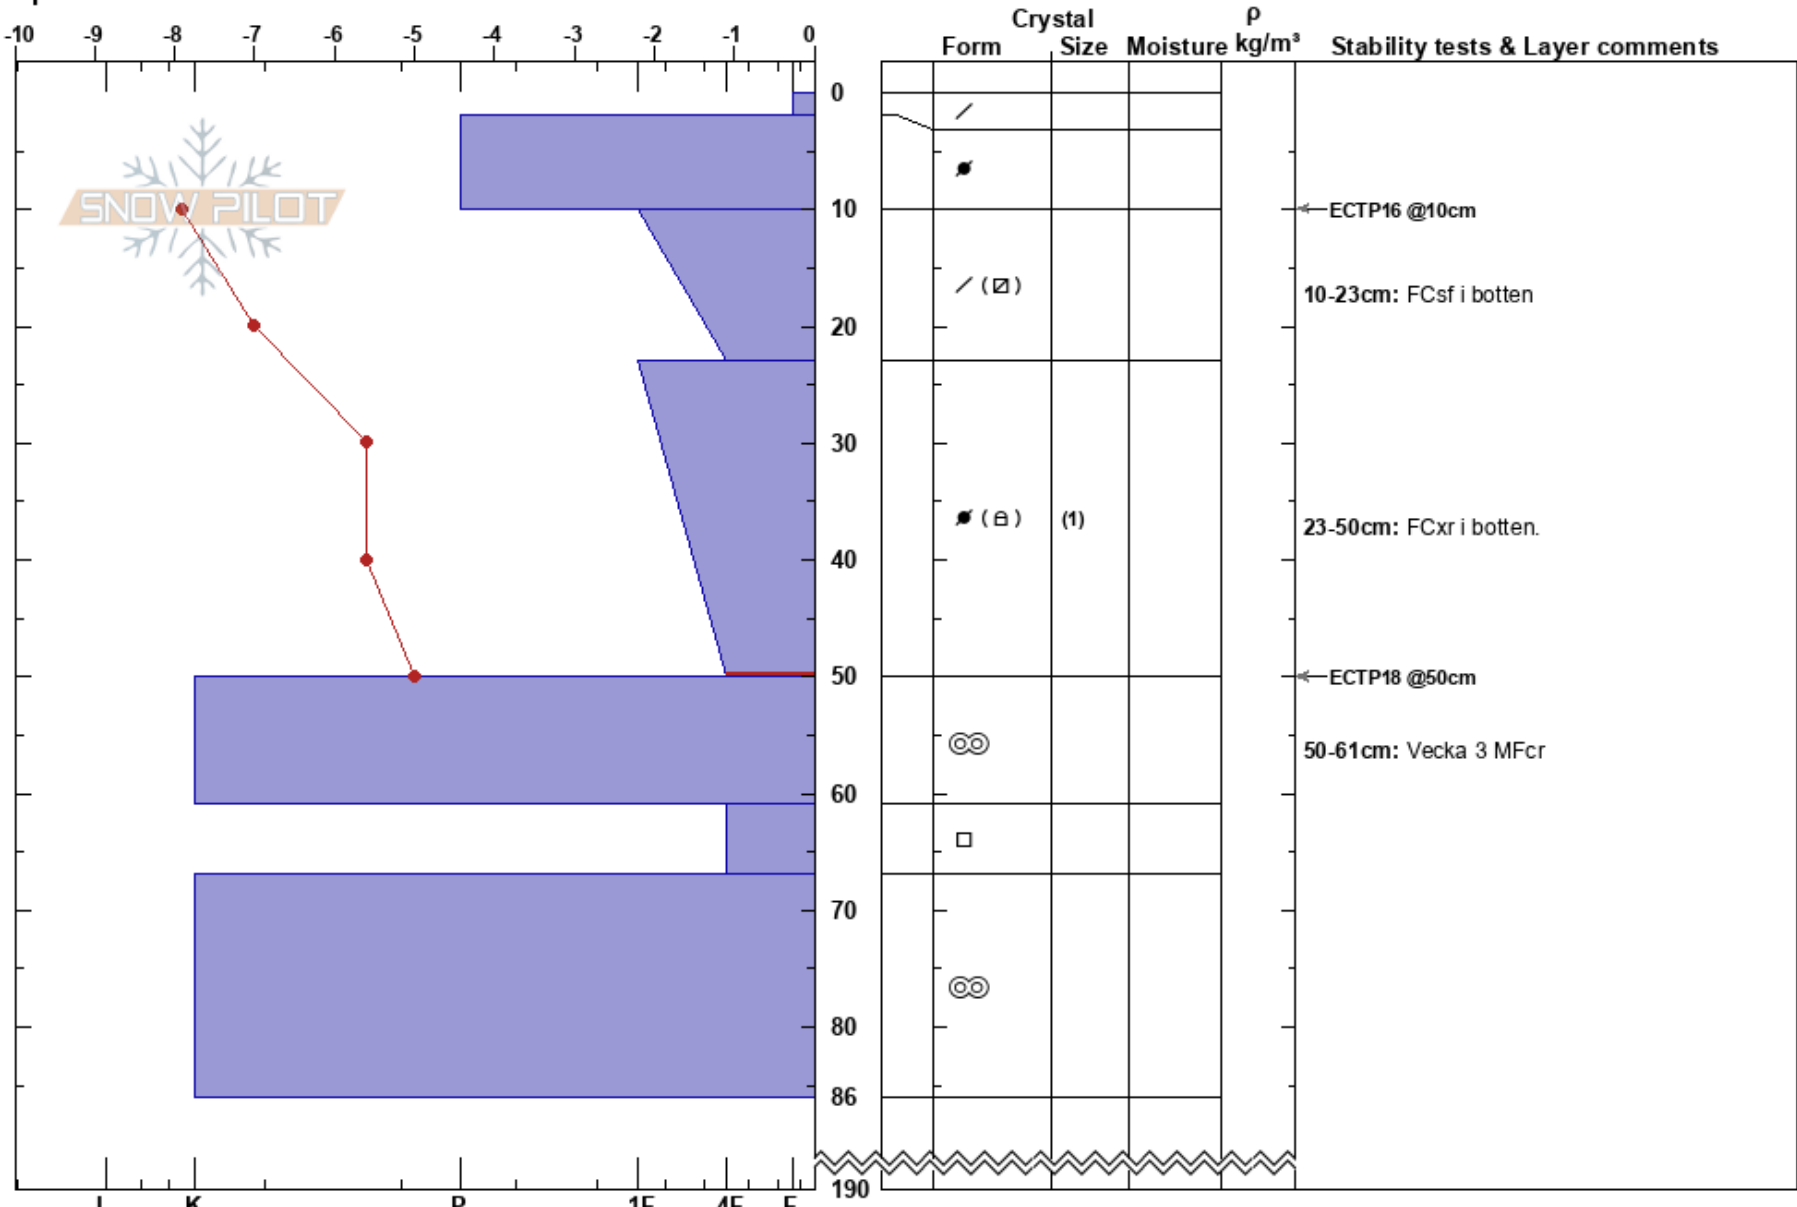 Crystal ρ
-10 -9 -8 -7 -6 -5 -4 -3 -2 -1 0 Form Size Moisture kg/m³ Stability tests & Layer comments
0
SNOW PILOT
10 ECTP16 @10cm
10-23cm: FCsf i botten
20
30
(1) 23-50cm: FCxr i botten.
40
50 ECTP18 @50cm
50-61cm: Vecka 3 MFcr
60
70
80
86
190
I K P 1F 4F F